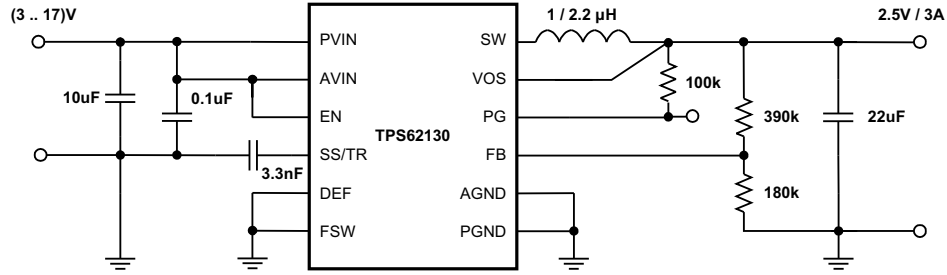 (3 .. 17)V
1 / 2.2 µH
2.5V / 3A
PVIN
SW
AVIN
VOS
10uF
0.1uF
100k
EN
PG
390k
22uF
TPS62130
SS/TR
FB
3.3nF
DEF
AGND
180k
FSW
PGND